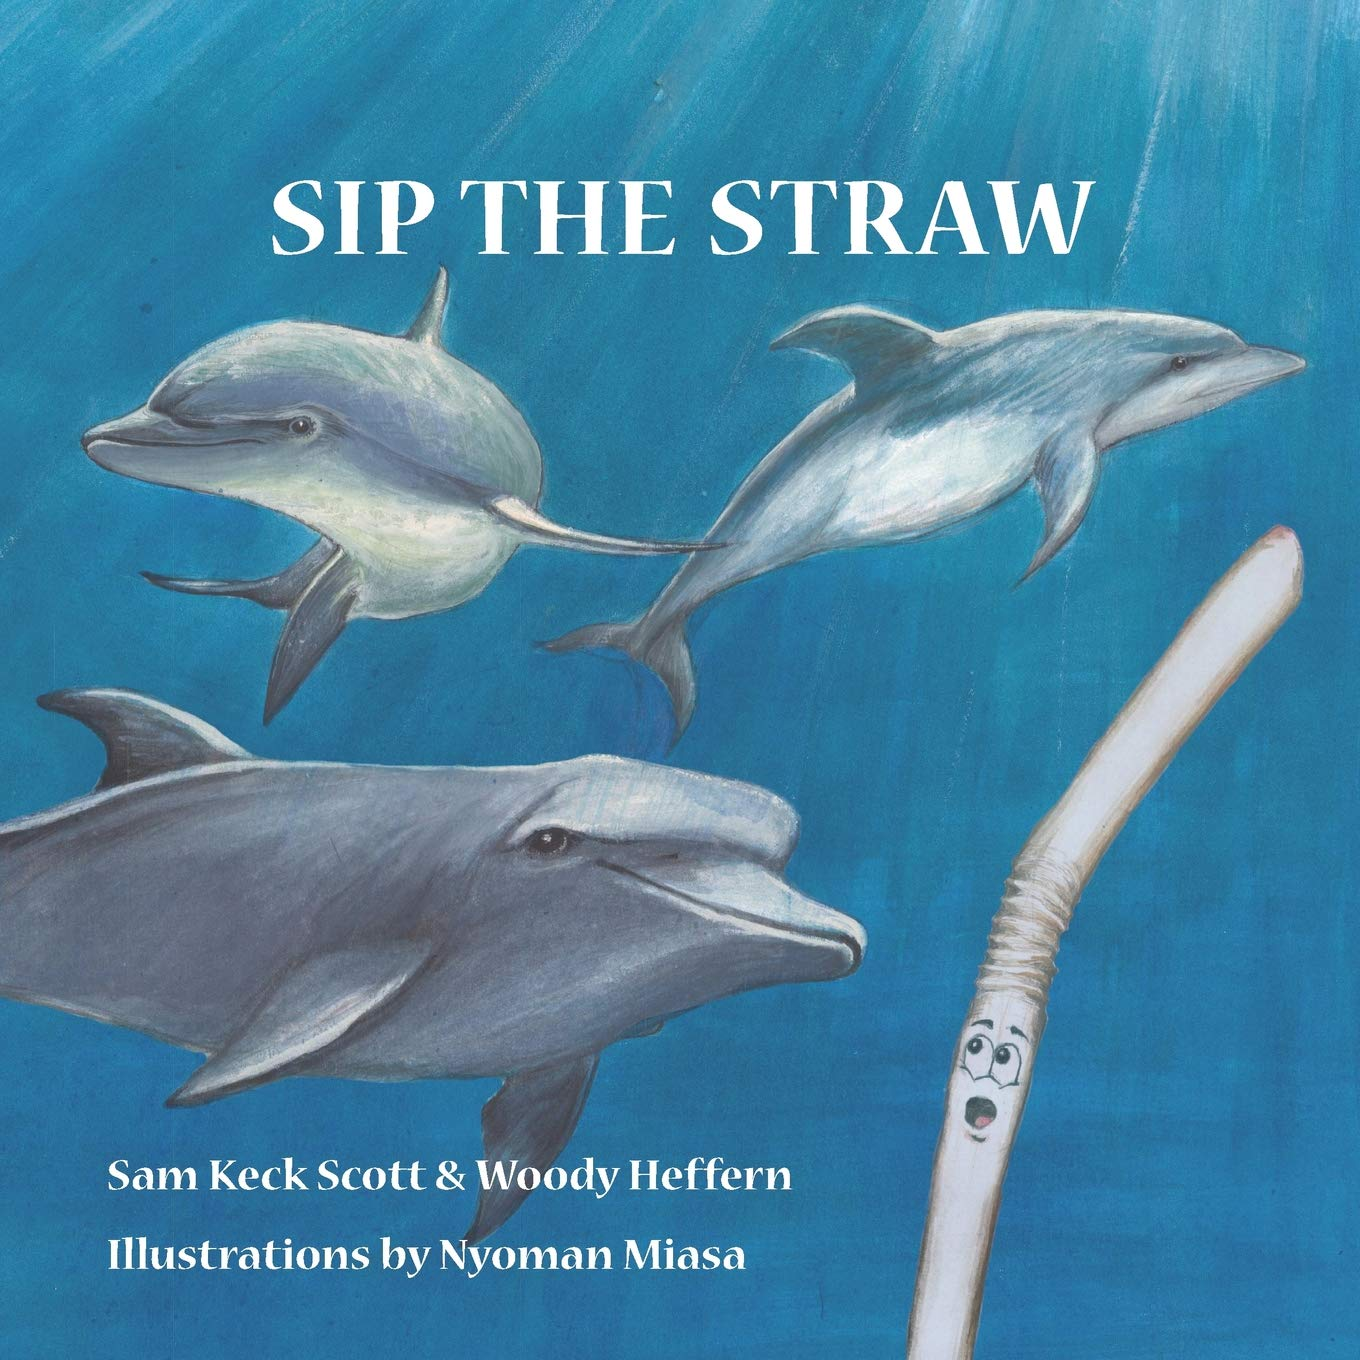 SIP THE STRAW
Sam Keck Scott & Woody Heffern
Illustrations by Nyoman Miasa